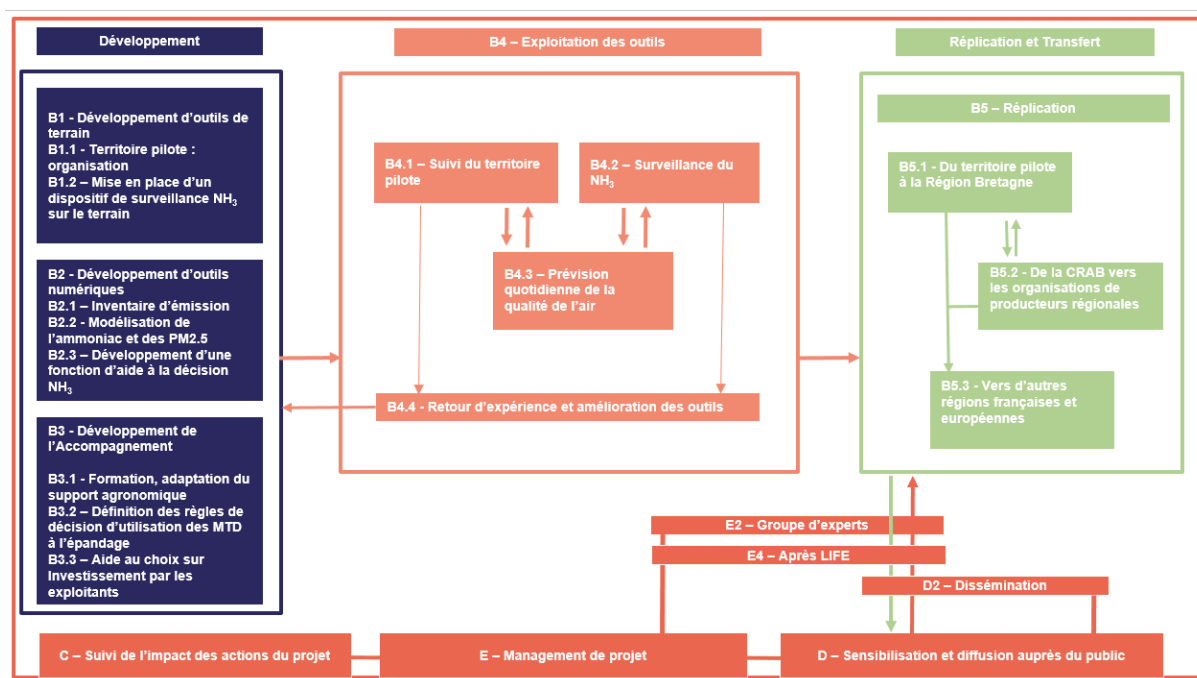 Développement
B1 - Développement d'outils de
terrain
B1.1 - Territoire pilote :
organisation
B1.2 – Mise en place d'un
dispositif de surveillance NH3
sur le terrain
B2 - Développement d'outils
numériques
B2.1 – Inventaire d'émission
B2.2 - Modélisation de
l'ammoniac et des PM2.5
B2.3 – Développement d'une
fonction d'aide à la décision
NH3
B3 - Développement de
l'Accompagnement
B3.1 - Formation, adaptation du
support agronomique
B3.2 – Définition des règles de
décision d'utilisation des MTD
à l'épandage
B3.3 – Aide au choix sur
Investissement par les
exploitants
B4 – Exploitation des outils
B4.1 – Suivi du territoire
pilote
B4.2 – Surveillance du
NH3
B4.3 – Prévision
quotidienne de la
qualité de l'air
B4.4 - Retour d'expérience et amélioration des outils
Réplication et Transfert
B5 – Réplication
B5.1 - Du territoire pilote
à la Région Bretagne
B5.2 - De la CRAB vers
les organisations de
producteurs régionales
B5.3 - Vers d'autres
régions françaises et
européennes
E2 – Groupe d'experts
E4 – Après LIFE
D2 – Dissémination
C – Suivi de l'impact des actions du projet
E – Management de projet
D – Sensibilisation et diffusion auprès du public